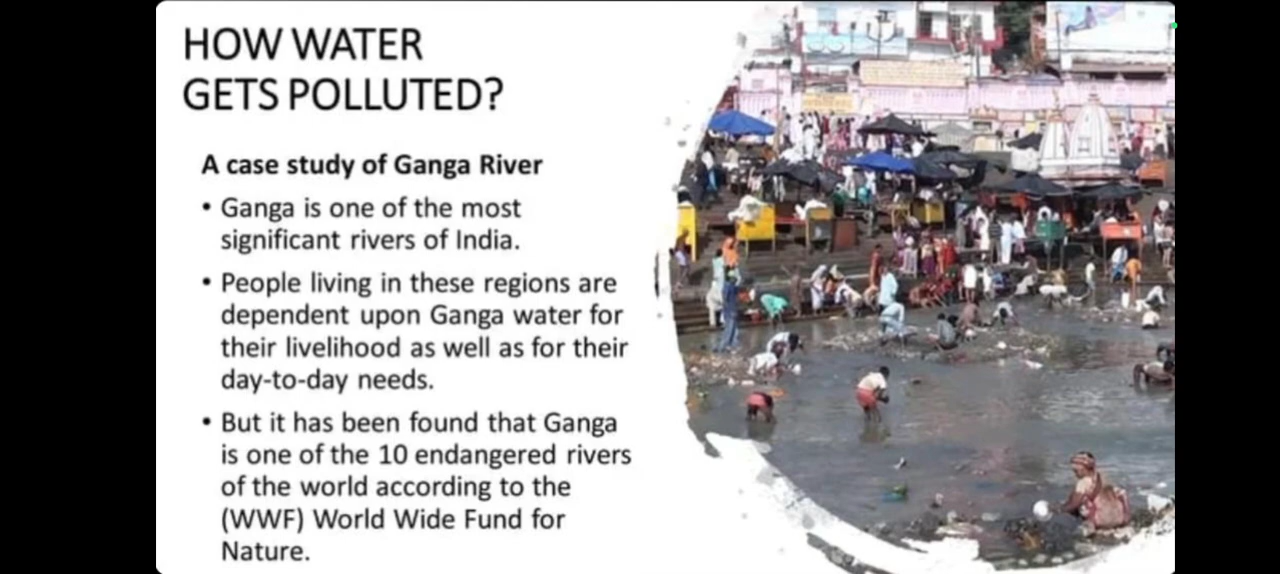 HOW WATER
GETS POLLUTED?
A case study of Ganga River
• Ganga is one of the most
significant rivers of India.
• People living in these regions are
dependent upon Ganga water for
their livelihood as well as for their
day-to-day needs.
• But it has been found that Ganga
is one of the 10 endangered rivers
of the world according to the
(WWF) World Wide Fund for
Nature.